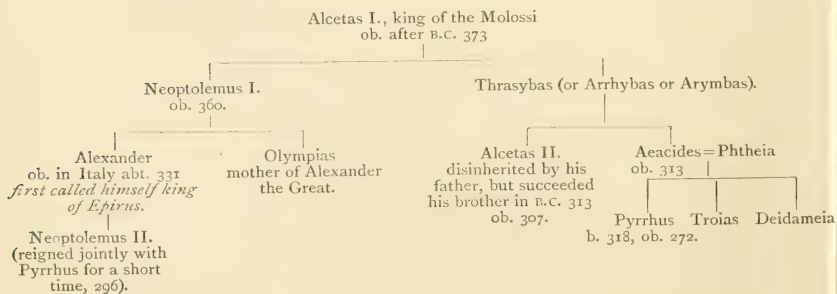 Alcetas I., king of the Molossi
ob. after B.C. 373
Neoptolemus I.
ob. 360.
Thrasybas (or Arrhybas or Arymbas).
Alexander
ob. in Italy abt. 331
first called himself king
of Epirus.
Olympias
mother of Alexander
the Great.
Alcetas II.
disinherited by his
father, but succeeded
his brother in B.C. 313
ob. 307.
Aeacides=Phtheia
ob. 313
Neoptolemus II.
(reigned jointly with
Pyrrhus for a short
time, 296).
Pyrrhus Troias Deidameia
b. 318, ob. 272.